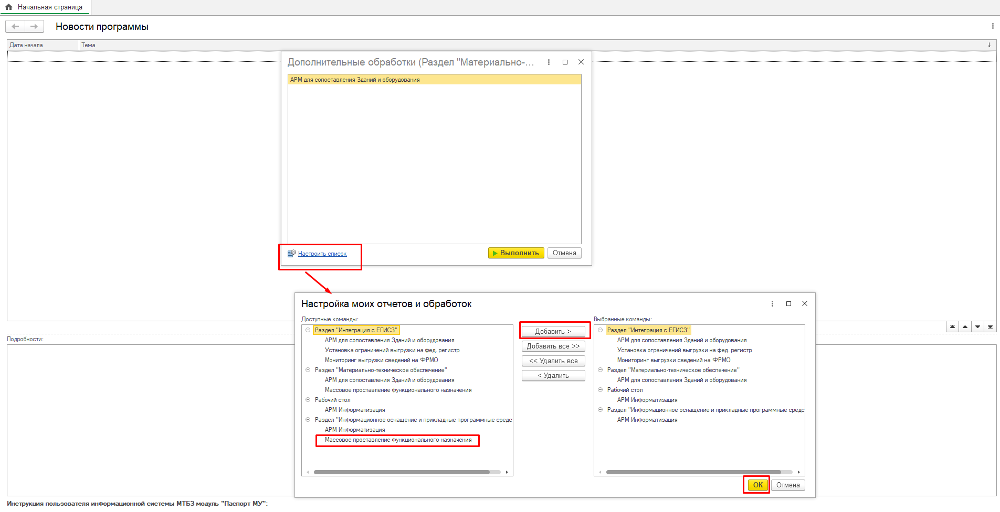 Начальная страница
Новости программы
Дата начала
Тема
Дополнительные обработки (Раздел "Материально-...
АРМ для сопоставления Зданий и оборудования
Настроить список
Выполнить
Отмена
Настройка моих отчетов и обработок
Доступные команды:
Раздел "Интеграция с ЕГИСЗ"
АРМ для сопоставления Зданий и оборудования
Установка ограничений выгрузки на фед. регистр
Мониторинг выгрузки сведений на ФРМО
Раздел "Материально-техническое обеспечение"
АРМ для сопоставления Зданий и оборудования
Массовое проставление функционального назначения
Рабочий стол
АРМ Информатизация
Раздел "Информационное оснащение и прикладные программные средст
АРМ Информатизация
Массовое проставление функционального назначения
Добавить >
Добавить все >>
<< Удалить все
< Удалить
Выбранные команды:
Раздел "Интеграция с ЕГИСЗ"
АРМ для сопоставления Зданий и оборудования
Установка ограничений выгрузки на фед. регистр
Мониторинг выгрузки сведений на ФРМО
Раздел "Материально-техническое обеспечение"
АРМ для сопоставления Зданий и оборудования
Рабочий стол
АРМ Информатизация
Раздел "Информационное оснащение и прикладные программные средс
АРМ Информатизация
ОК
Отмена
Подробности:
Инструкция пользователя информационной системы МТБЗ модуль "Паспорт МУ":